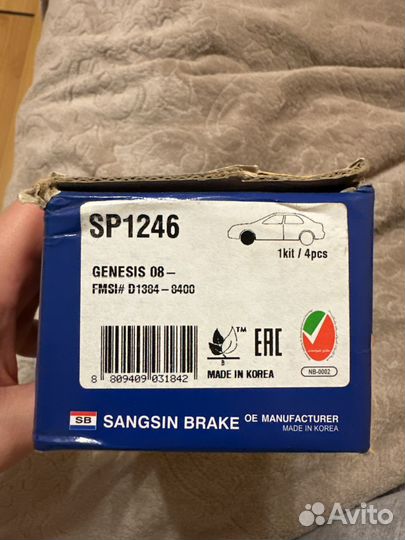 SP1246
1kit / 4pcs
GENESIS 08-
FMSI# D1384-8400
TM
EAC
B
MADE IN KOREA
NB-0002
8 809409 031842
SB SANGSIN BRAKE OE MANUFACTURER
MADE IN KOREA
Avito